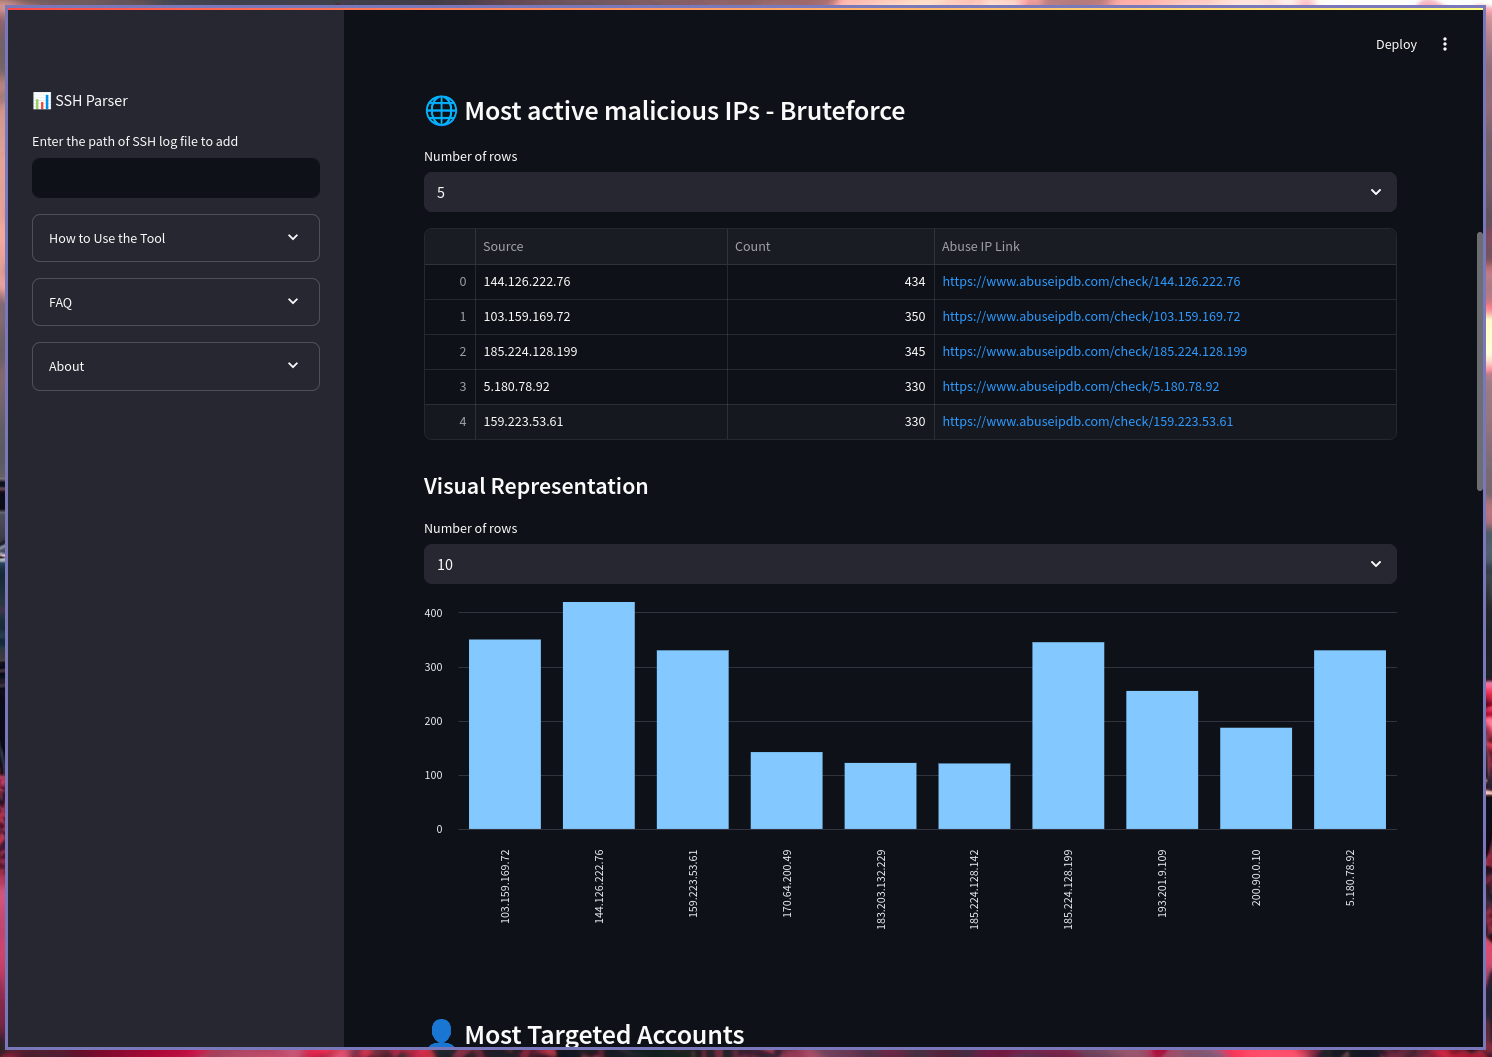 Deploy
📊 SSH Parser
Enter the path of SSH log file to add
How to Use the Tool
FAQ
About
🌐 Most active malicious IPs - Bruteforce
Number of rows
5
Source Count Abuse IP Link
0 144.126.222.76 434 https://www.abuseipdb.com/check/144.126.222.76
1 103.159.169.72 350 https://www.abuseipdb.com/check/103.159.169.72
2 185.224.128.199 345 https://www.abuseipdb.com/check/185.224.128.199
3 5.180.78.92 330 https://www.abuseipdb.com/check/5.180.78.92
4 159.223.53.61 330 https://www.abuseipdb.com/check/159.223.53.61
Visual Representation
Number of rows
10
400
300
200
100
0
103.159.169.72
144.126.222.76
159.223.53.61
170.64.200.49
183.203.132.229
185.224.128.142
185.224.128.199
193.201.9.109
200.90.0.10
5.180.78.92
👤 Most Targeted Accounts